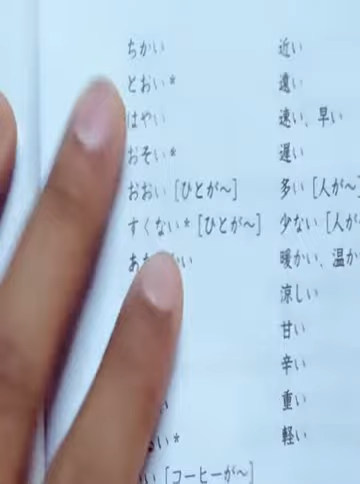 ちかい 近い
とおい* 遠い
はやい 速い、早い
おそい* 遅い
おおい [ひとが〜] 多い [人が〜]
すくない* [ひとが〜] 少ない [人が
暖かい、温か
涼しい
甘い
辛い
重い
軽い
い*
い [コーヒーが〜]